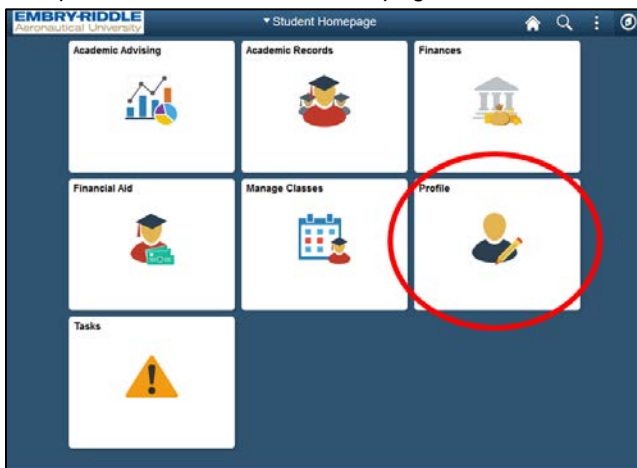 EMBRY-RIDDLE
Aeronautical University
Student Homepage
Academic Advising
Academic Records
Finances
Financial Aid
Manage Classes
Profile
Tasks